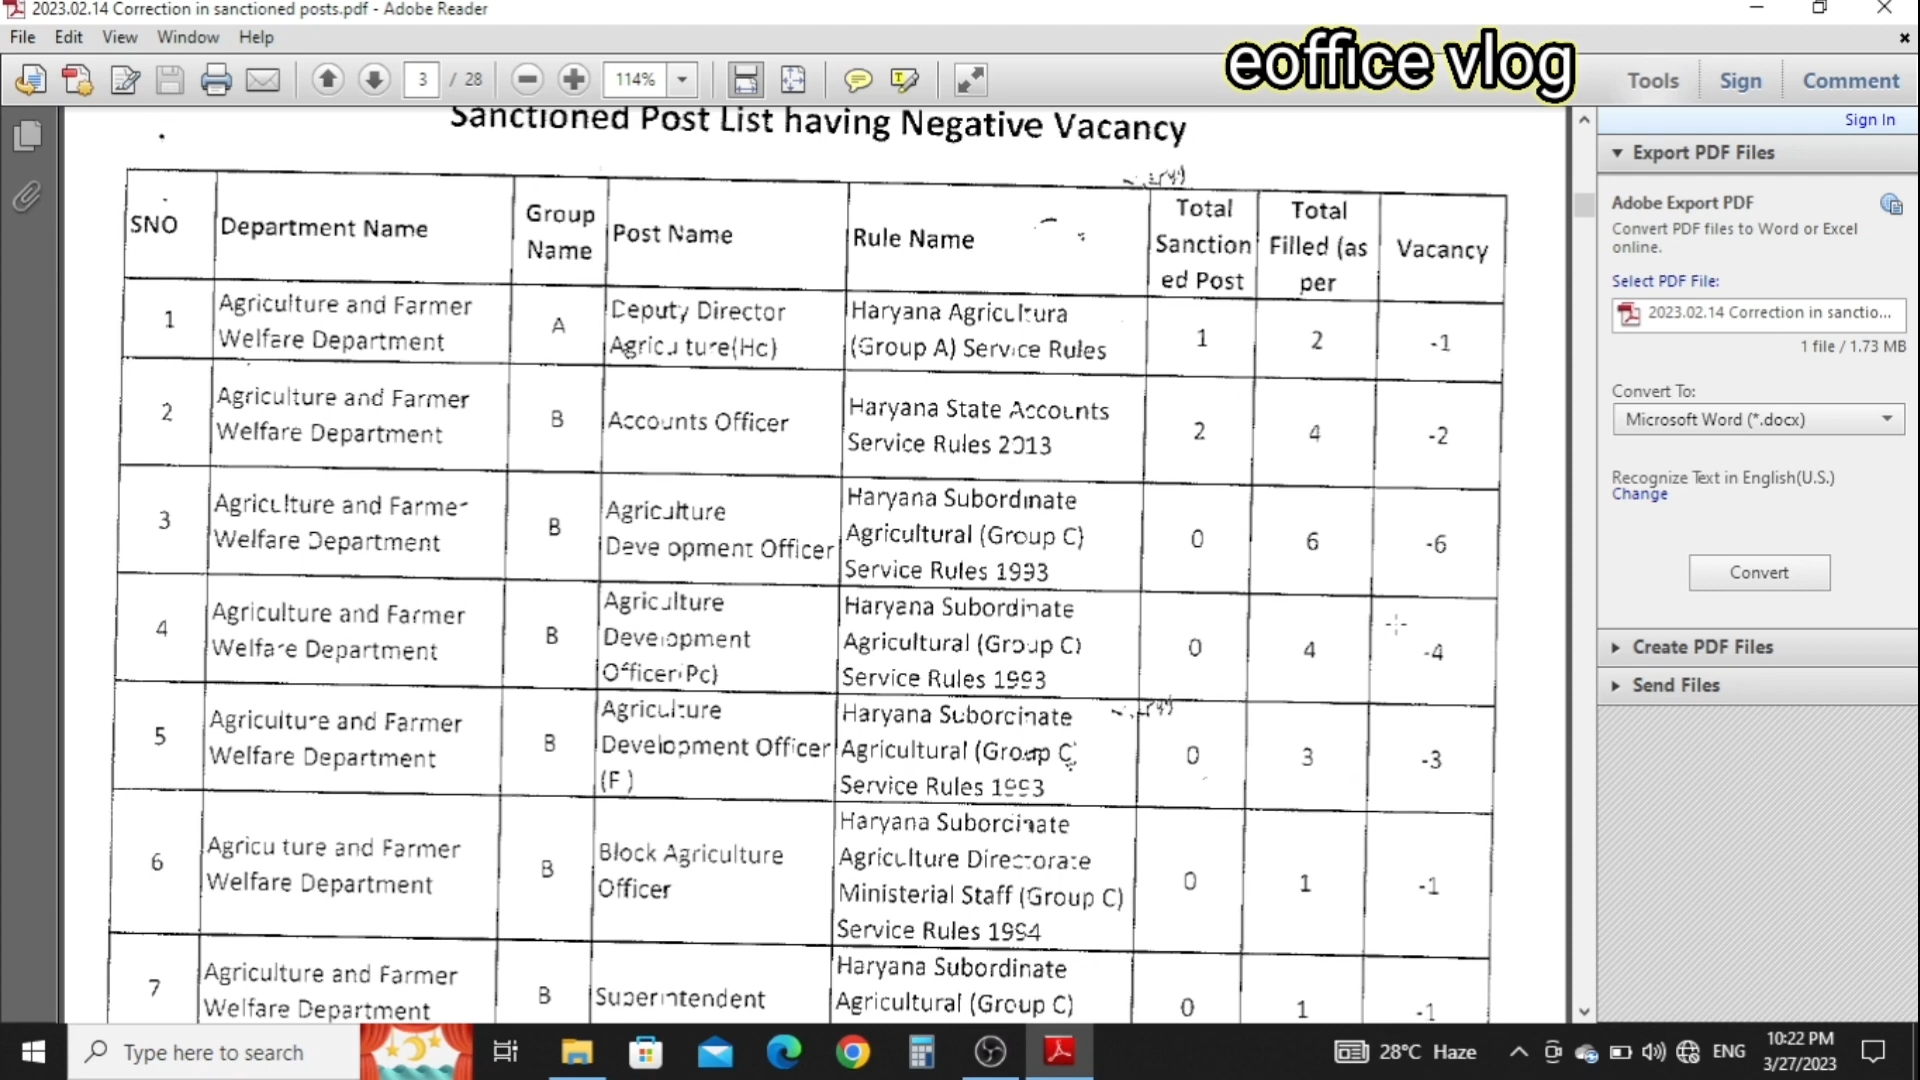 2023.02.14 Correction in sanctioned posts.pdf - Adobe Reader
File Edit View Window Help
eoffice vlog
3 / 28 114% Tools Sign Comment
Sign In
Sanctioned Post List having Negative Vacancy
SNO Department Name Group Name Post Name Rule Name Total Sanction ed Post Total Filled (as per Vacancy
1 Agriculture and Farmer Welfare Department A Deputy Director Agriculture(Hc) Haryana Agricultura (Group A) Service Rules 1 2 -1
2 Agriculture and Farmer Welfare Department B Accounts Officer Haryana State Accounts Service Rules 2013 2 4 -2
3 Agriculture and Farmer Welfare Department B Agriculture Development Officer Haryana Subordinate Agricultural (Group C) Service Rules 1993 0 6 -6
4 Agriculture and Farmer Welfare Department B Agriculture Development Officer(Pc) Haryana Subordinate Agricultural (Group C) Service Rules 1993 0 4 -4
5 Agriculture and Farmer Welfare Department B Agriculture Development Officer (F ) Haryana Subordinate Agricultural (Group C) Service Rules 1993 0 3 -3
6 Agriculture and Farmer Welfare Department B Block Agriculture Officer Haryana Subordinate Agriculture Directorate Ministerial Staff (Group C) Service Rules 1994 0 1 -1
7 Agriculture and Farmer Welfare Department B Superintendent Haryana Subordinate Agricultural (Group C) 0 1 -1
Export PDF Files
Adobe Export PDF
Convert PDF files to Word or Excel
online.
Select PDF File:
2023.02.14 Correction in sanctio...
1 file / 1.73 MB
Convert To:
Microsoft Word (*.docx)
Recognize Text in English(U.S.)
Change
Convert
Create PDF Files
Send Files
Type here to search
28°C Haze
ENG
10:22 PM
3/27/2023